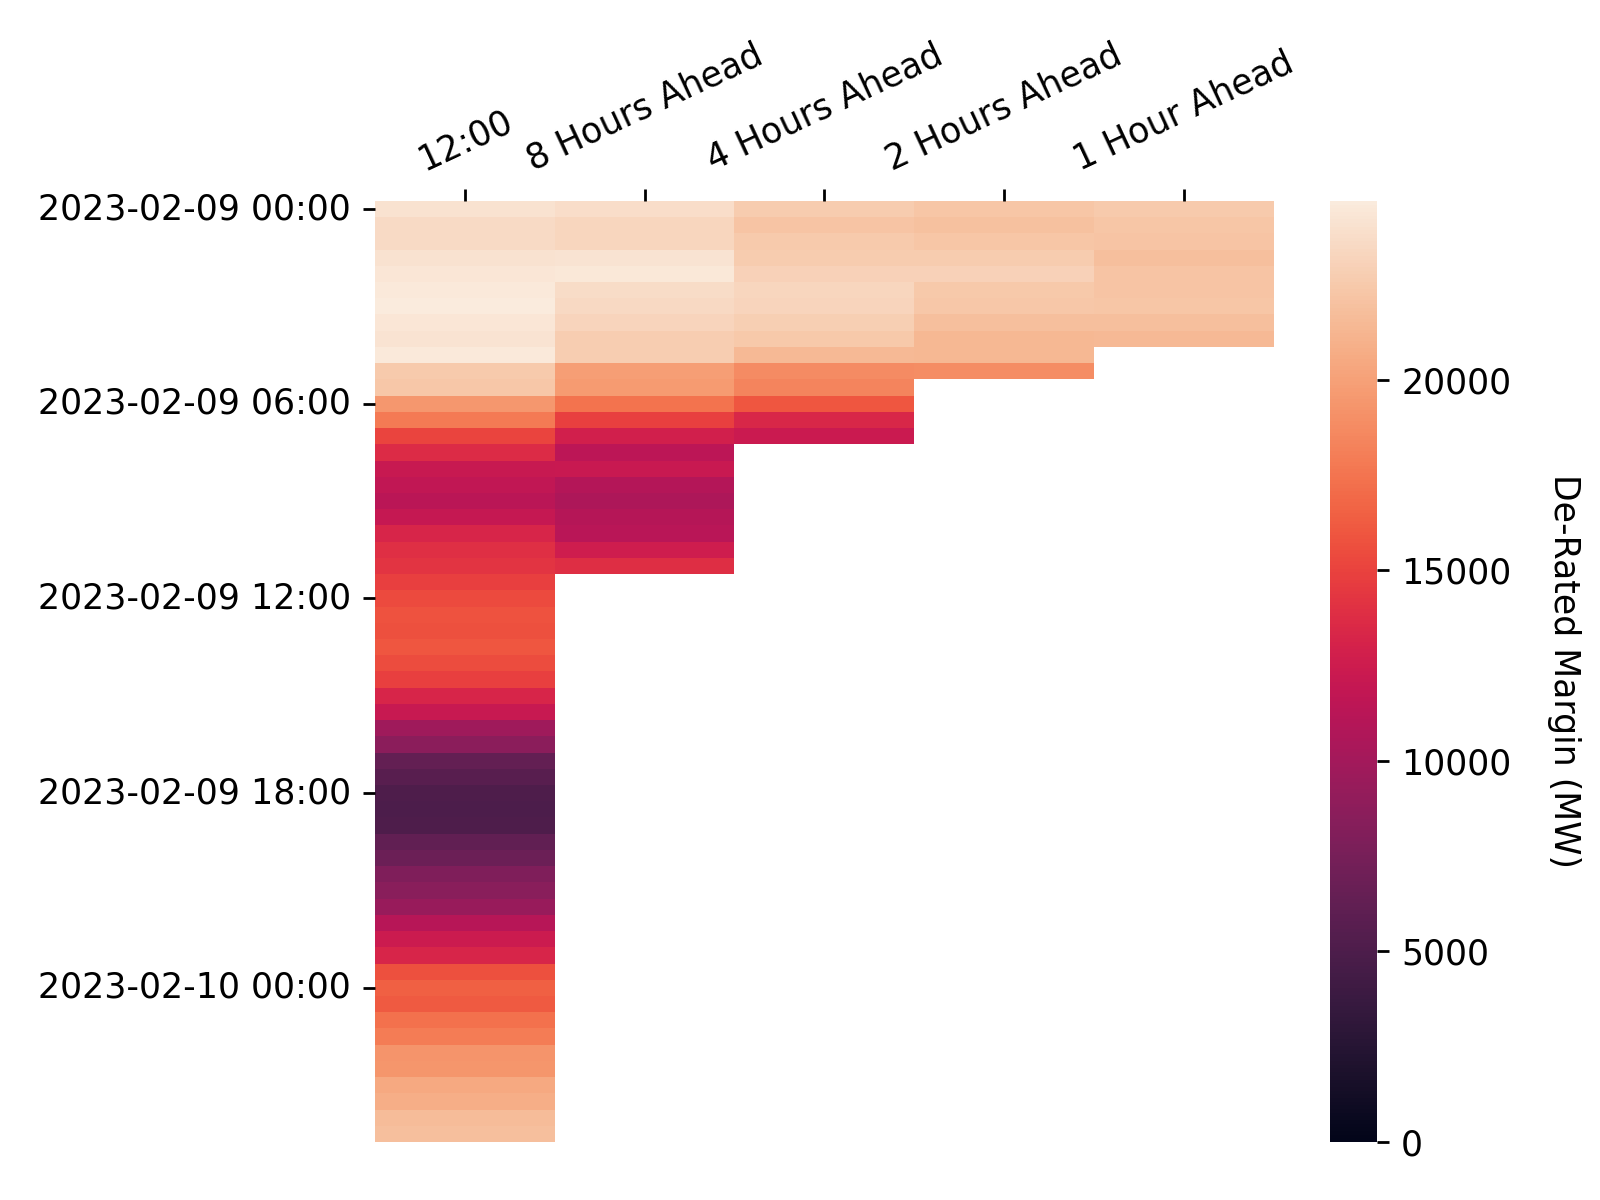 12:00
8 Hours Ahead
4 Hours Ahead
2 Hours Ahead
1 Hour Ahead
2023-02-09 00:00
2023-02-09 06:00
2023-02-09 12:00
2023-02-09 18:00
2023-02-10 00:00
20000
15000
10000
5000
0
De-Rated Margin (MW)